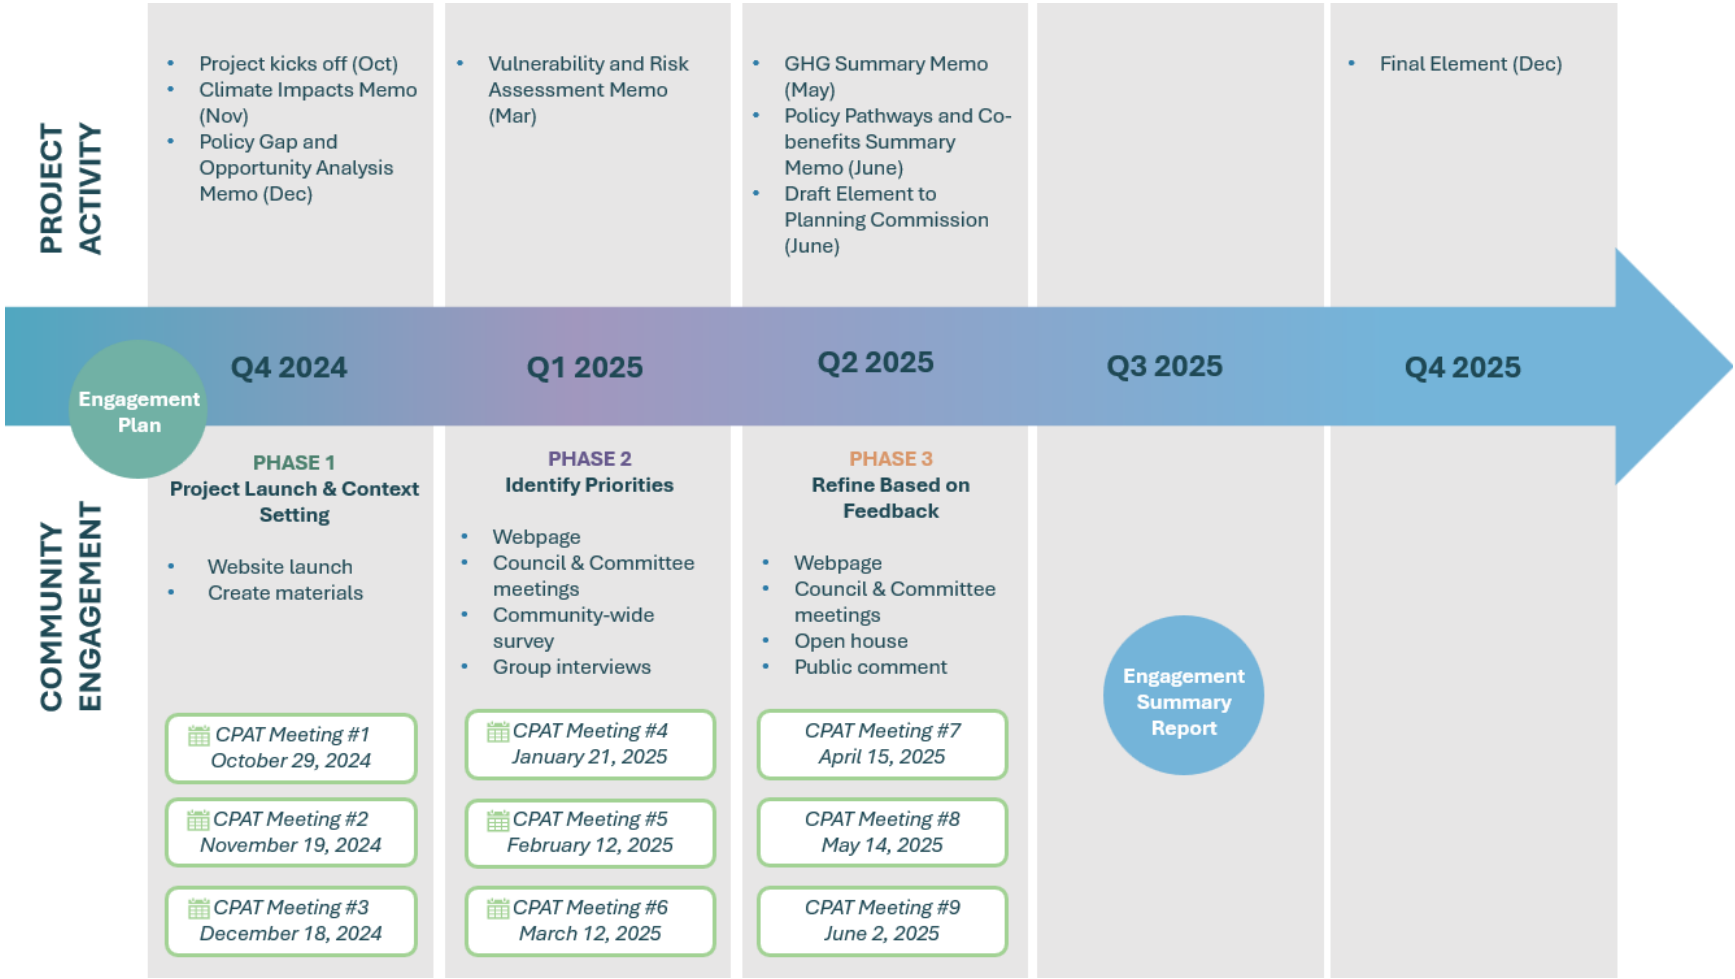 PROJECT
ACTIVITY
• Project kicks off (Oct)
• Climate Impacts Memo
(Nov)
• Policy Gap and
Opportunity Analysis
Memo (Dec)
• Vulnerability and Risk
Assessment Memo
(Mar)
• GHG Summary Memo
(May)
• Policy Pathways and Co-
benefits Summary
Memo (June)
• Draft Element to
Planning Commission
(June)
• Final Element (Dec)
Engagement
Plan
Q4 2024
Q1 2025
Q2 2025
Q3 2025
Q4 2025
COMMUNITY
ENGAGEMENT
PHASE 1
Project Launch & Context
Setting
• Website launch
• Create materials
CPAT Meeting #1
October 29, 2024
CPAT Meeting #2
November 19, 2024
CPAT Meeting #3
December 18, 2024
PHASE 2
Identify Priorities
• Webpage
• Council & Committee
meetings
• Community-wide
survey
• Group interviews
CPAT Meeting #4
January 21, 2025
CPAT Meeting #5
February 12, 2025
CPAT Meeting #6
March 12, 2025
PHASE 3
Refine Based on
Feedback
• Webpage
• Council & Committee
meetings
• Open house
• Public comment
CPAT Meeting #7
April 15, 2025
CPAT Meeting #8
May 14, 2025
CPAT Meeting #9
June 2, 2025
Engagement
Summary
Report